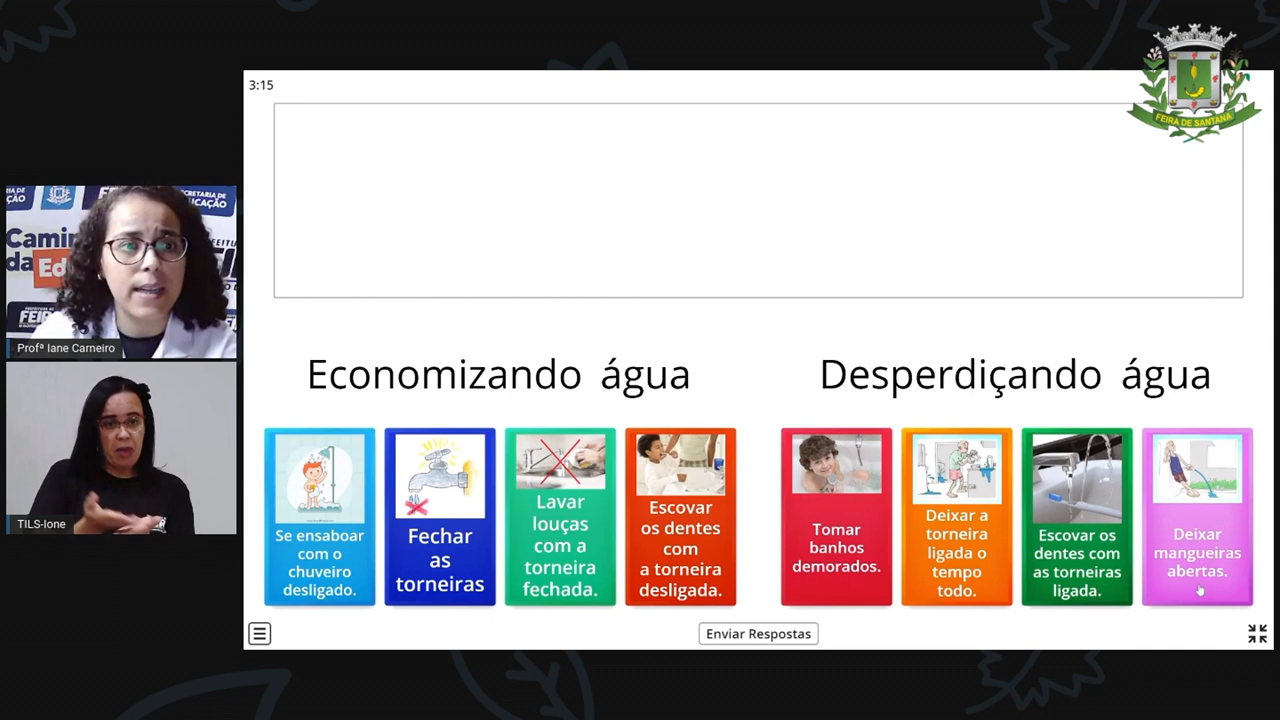 3:15
FEIRA DE SANTANA
Economizando água
Desperdiçando água
Se ensaboar
com o
chuveiro
desligado.
Fechar
as
torneiras
Lavar
louças
com a
torneira
fechada.
Escovar
os dentes
com
a torneira
desligada.
Tomar
banhos
demorados.
Deixar a
torneira
ligada o
tempo
todo.
Escovar os
dentes com
as torneiras
ligada.
Deixar
mangueiras
abertas.
Enviar Respostas
Profª Iane Carneiro
TILS-Ione